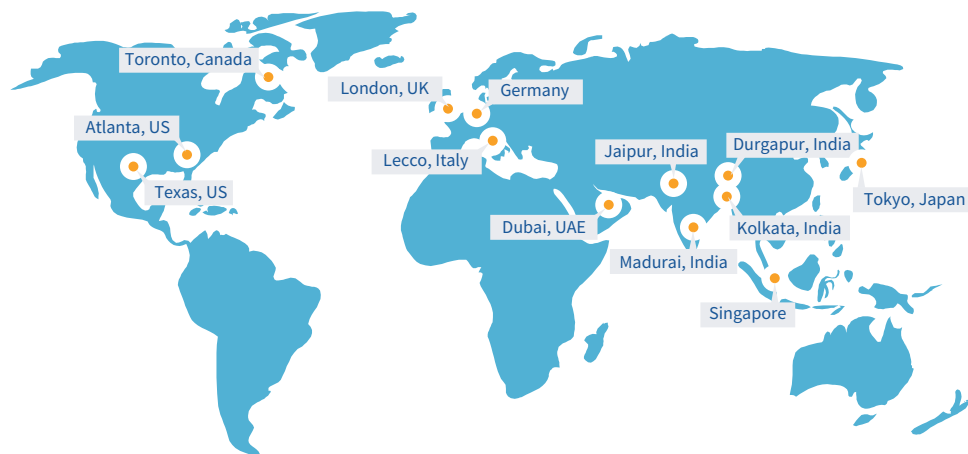 Toronto, Canada
London, UK
Germany
Atlanta, US
Durgapur, India
Jaipur, India
Lecco, Italy
Texas, US
Tokyo, Japan
Dubai, UAE
Kolkata, India
Madurai, India
Singapore